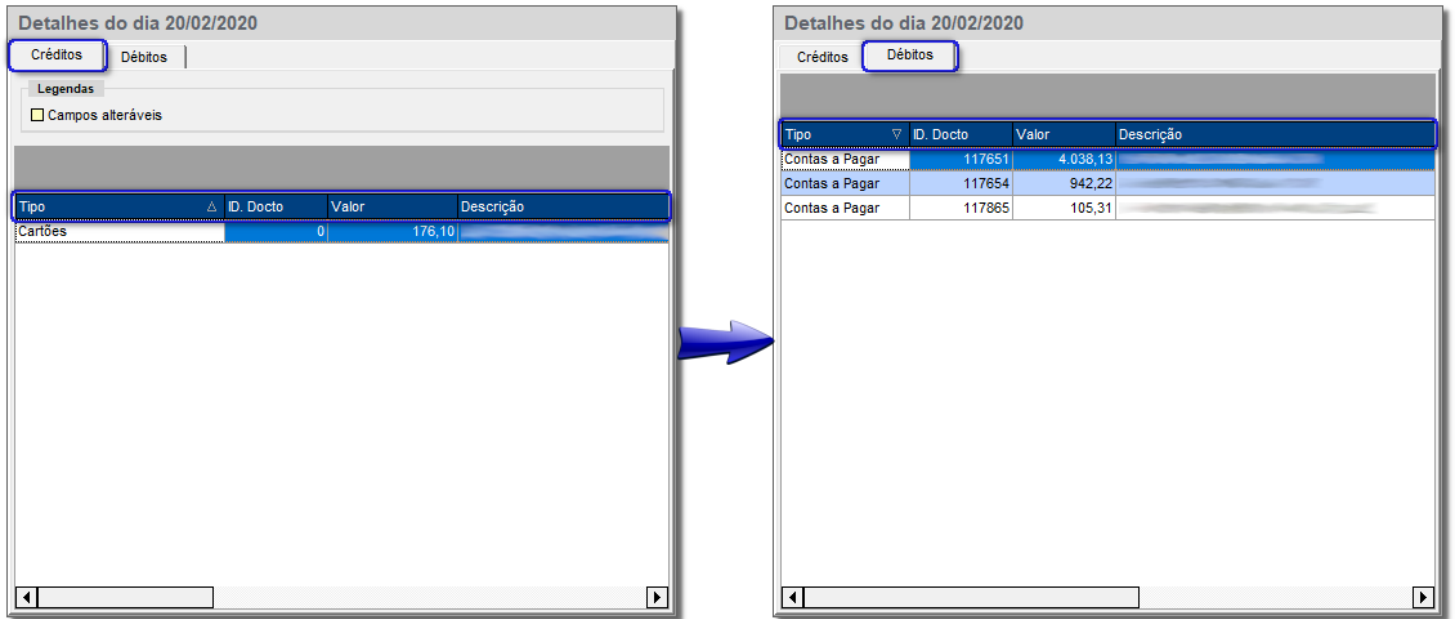 Detalhes do dia 20/02/2020
Créditos Débitos
Legendas
Campos alteráveis
Tipo ID. Docto Valor Descrição
Cartões 0 176,10
Detalhes do dia 20/02/2020
Créditos Débitos
Tipo ID. Docto Valor Descrição
Contas a Pagar 117651 4.038,13
Contas a Pagar 117654 942,22
Contas a Pagar 117865 105,31